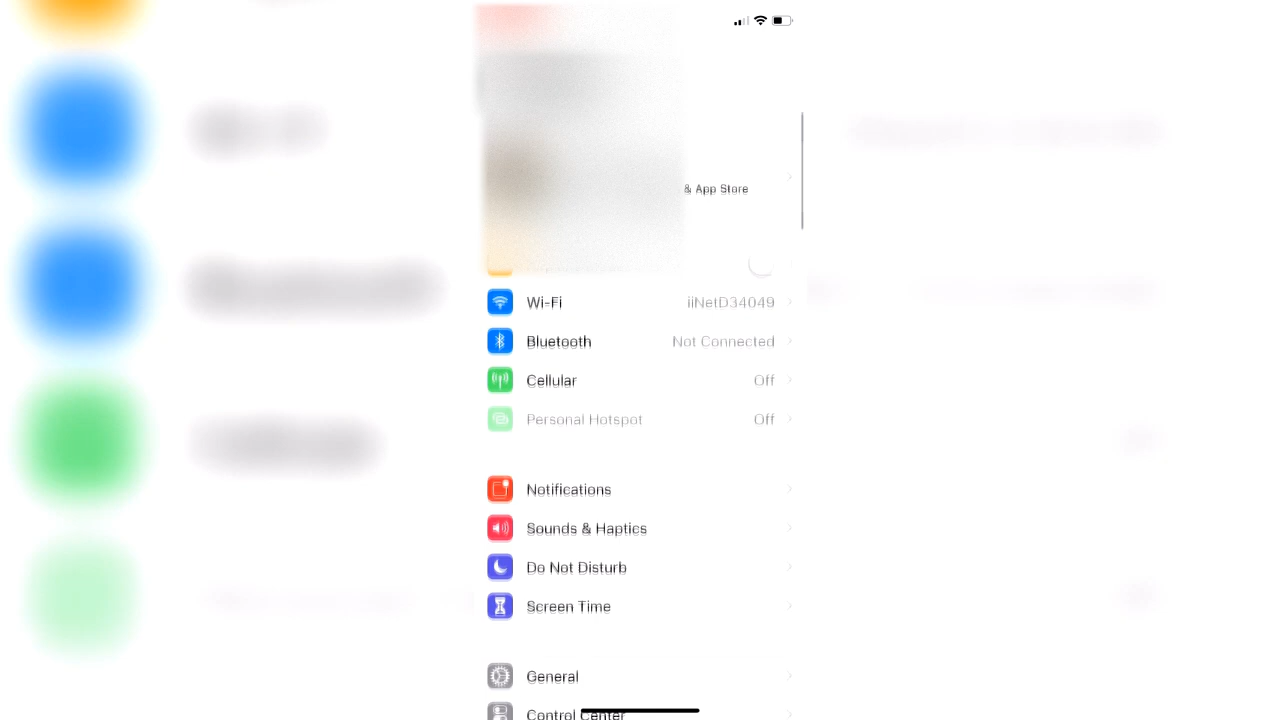 & App Store
Wi-Fi iiNetD34049
Bluetooth Not Connected
Cellular Off
Personal Hotspot Off
Notifications
Sounds & Haptics
Do Not Disturb
Screen Time
General
Control Center